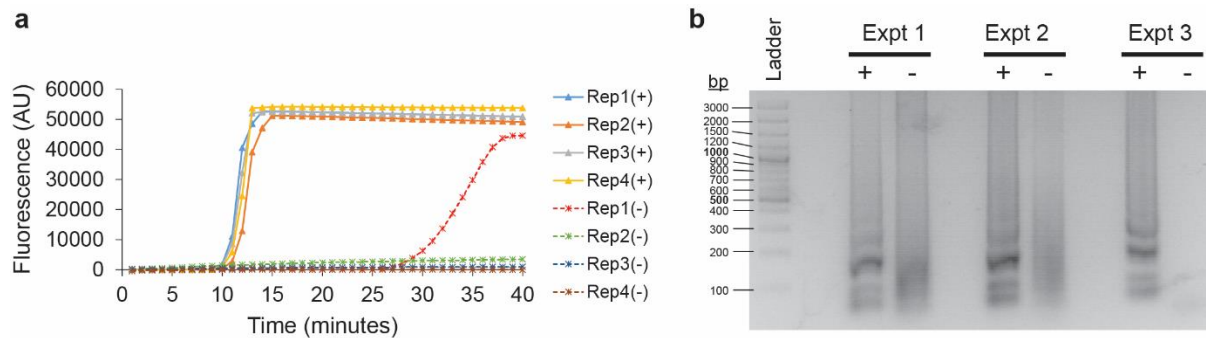 a
Fluorescence (AU)
60000
50000
40000
30000
20000
10000
0
0 5 10 15 20 25 30 35 40
Time (minutes)
Rep1(+)
Rep2(+)
Rep3(+)
Rep4(+)
Rep1(-)
Rep2(-)
Rep3(-)
Rep4(-)
b
Ladder
Expt 1 Expt 2 Expt 3
bp + - + - + -
3000
2000
1500
1200
1000
900
800
700
600
500
400
300
200
100